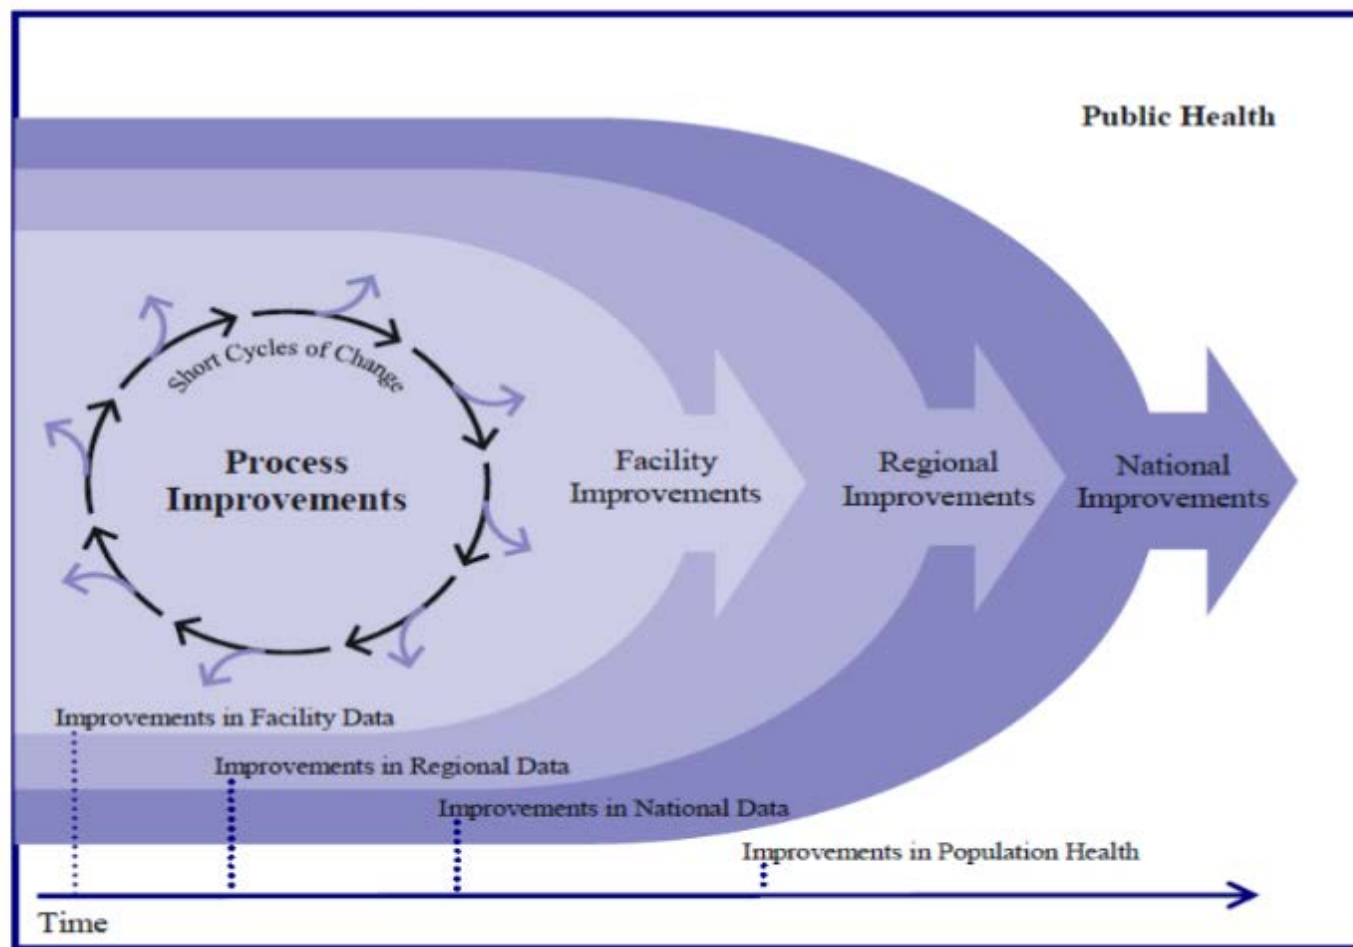 Public Health
Short Cycles of Change
Process
Improvements
Facility
Improvements
Regional
Improvements
National
Improvements
Improvements in Facility Data
Improvements in Regional Data
Improvements in National Data
Improvements in Population Health
Time